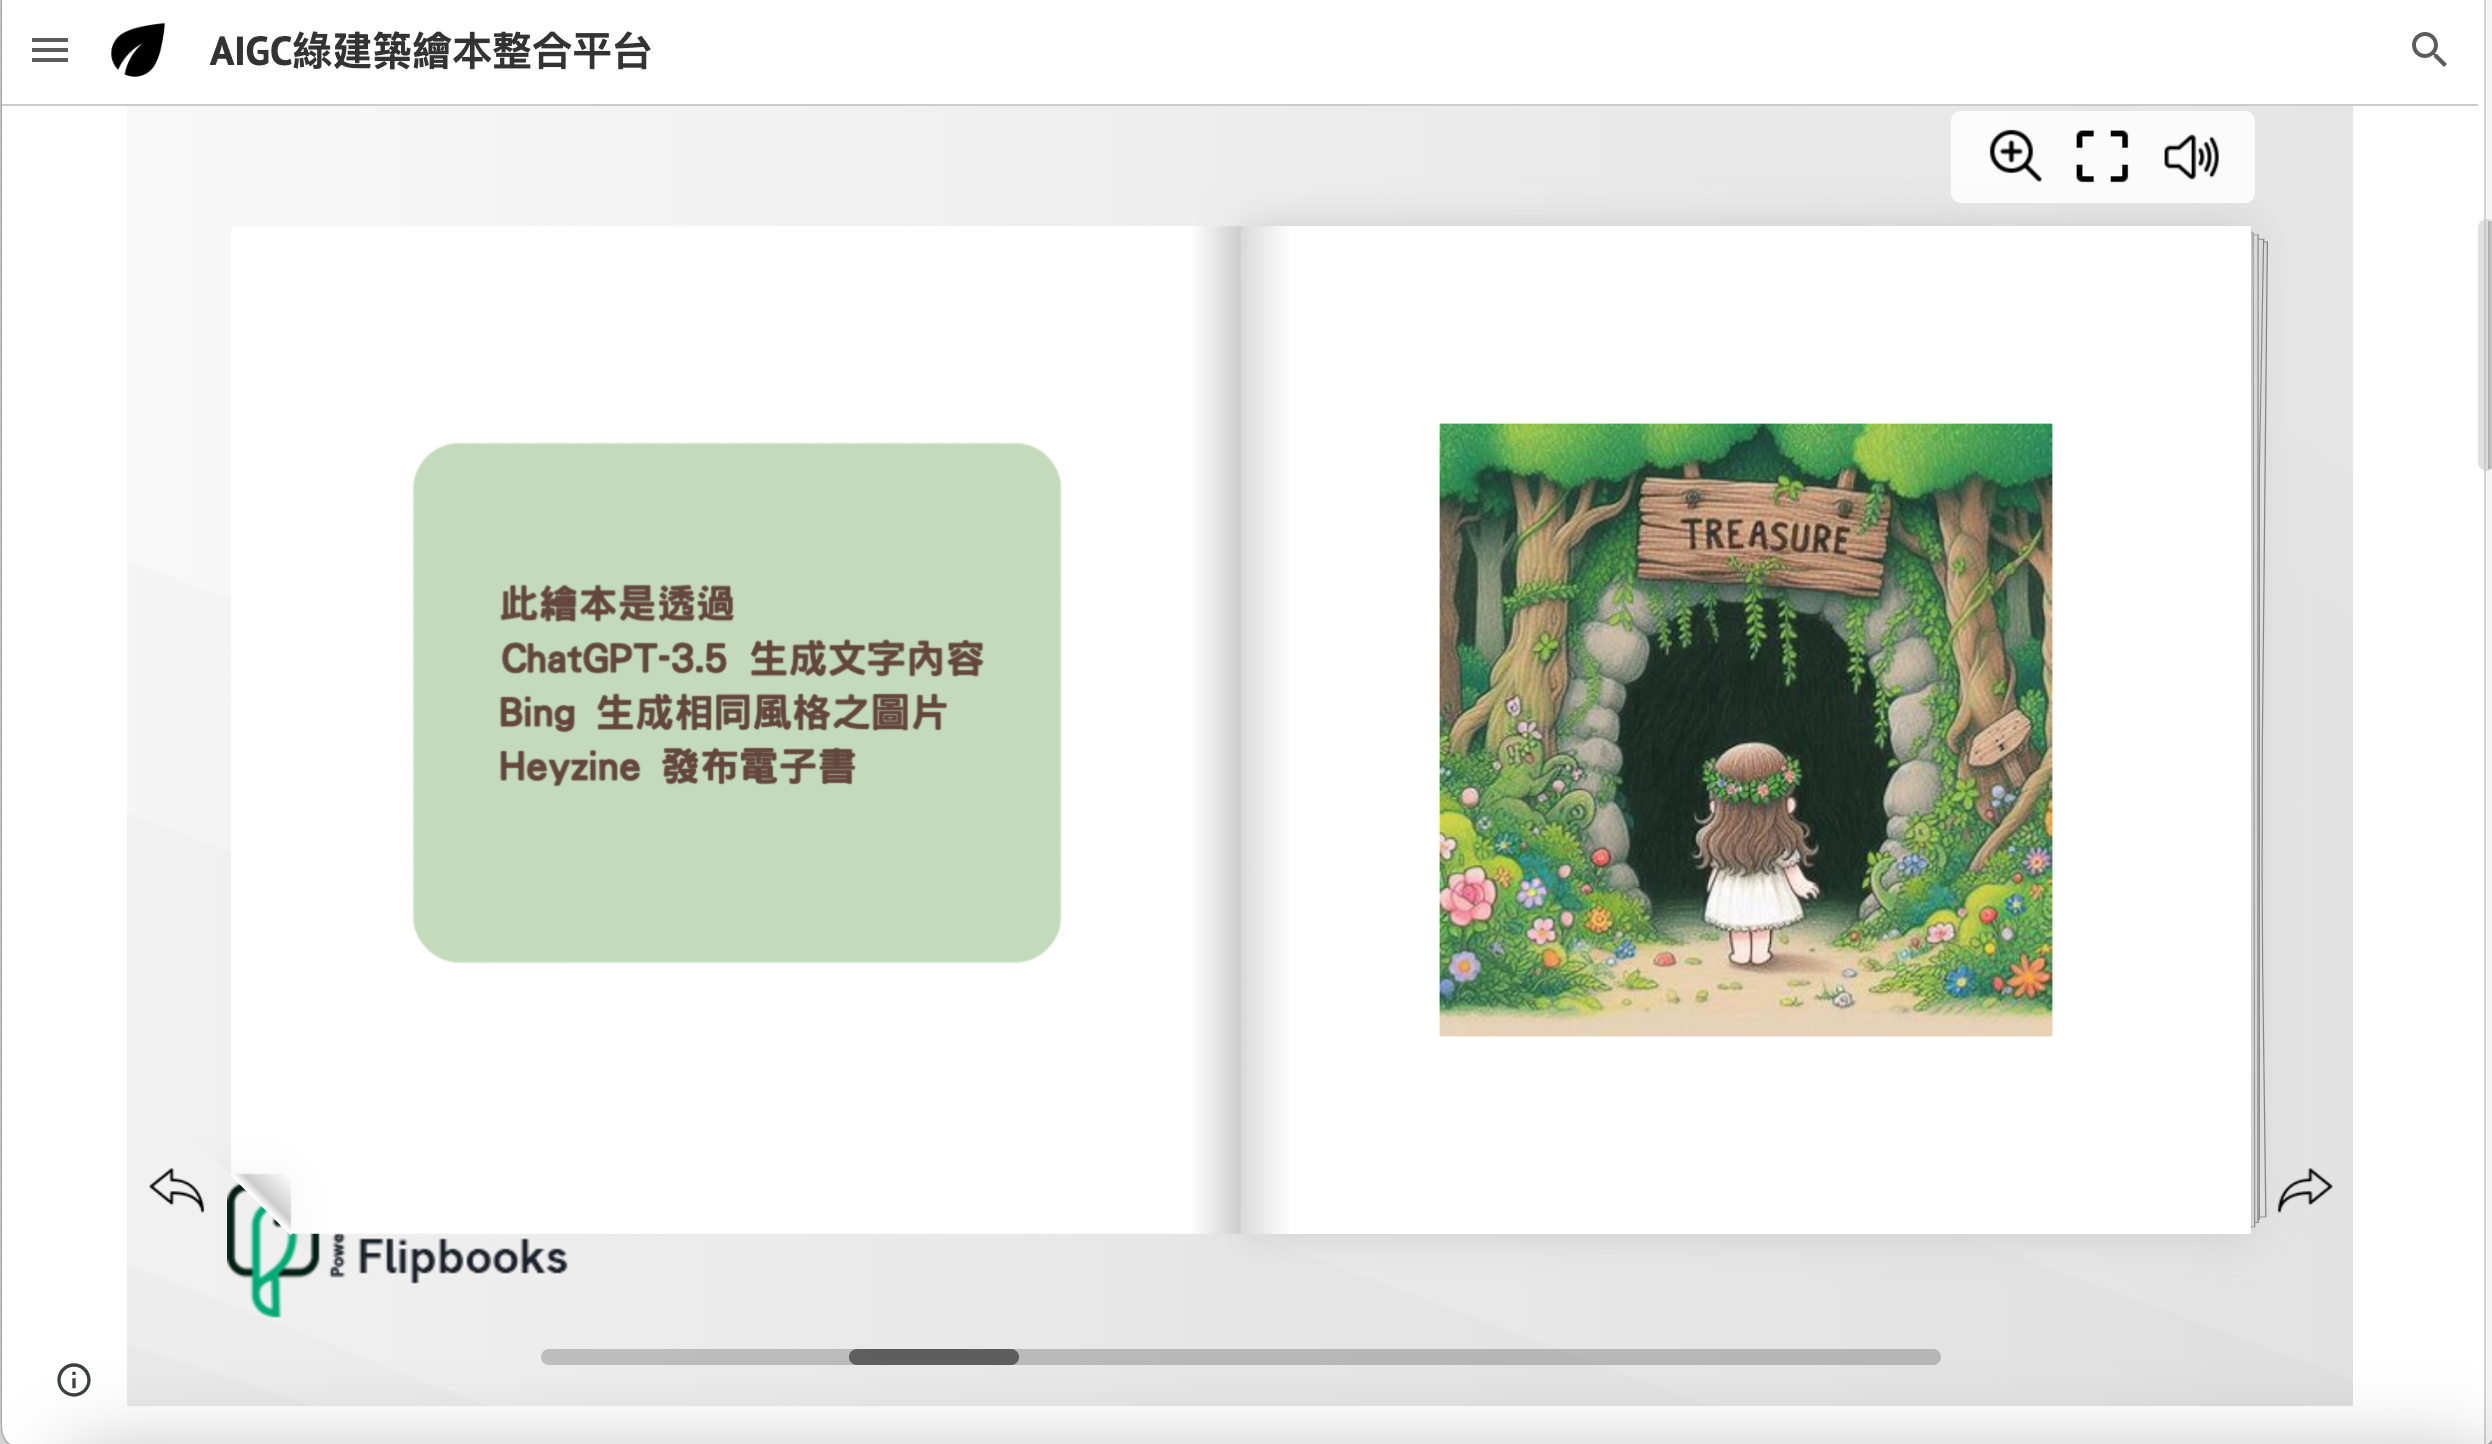 AIGC綠建築繪本整合平台
此繪本是透過
ChatGPT-3.5 生成文字內容
Bing 生成相同風格之圖片
Heyzine 發布電子書
TREASURE
Powe
Flipbooks